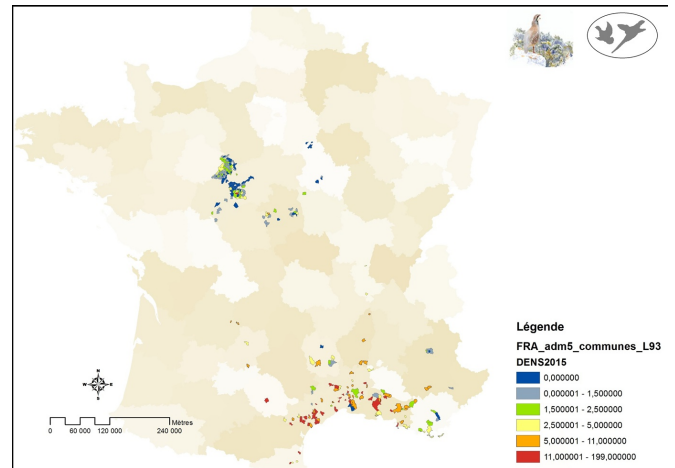 N
W E
S
Mètres
0 60 000 120 000 240 000
Légende
FRA_adm5_communes_L93
DENS2015
0,000000
0,000001 - 1,500000
1,500001 - 2,500000
2,500001 - 5,000000
5,000001 - 11,000000
11,000001 - 199,000000